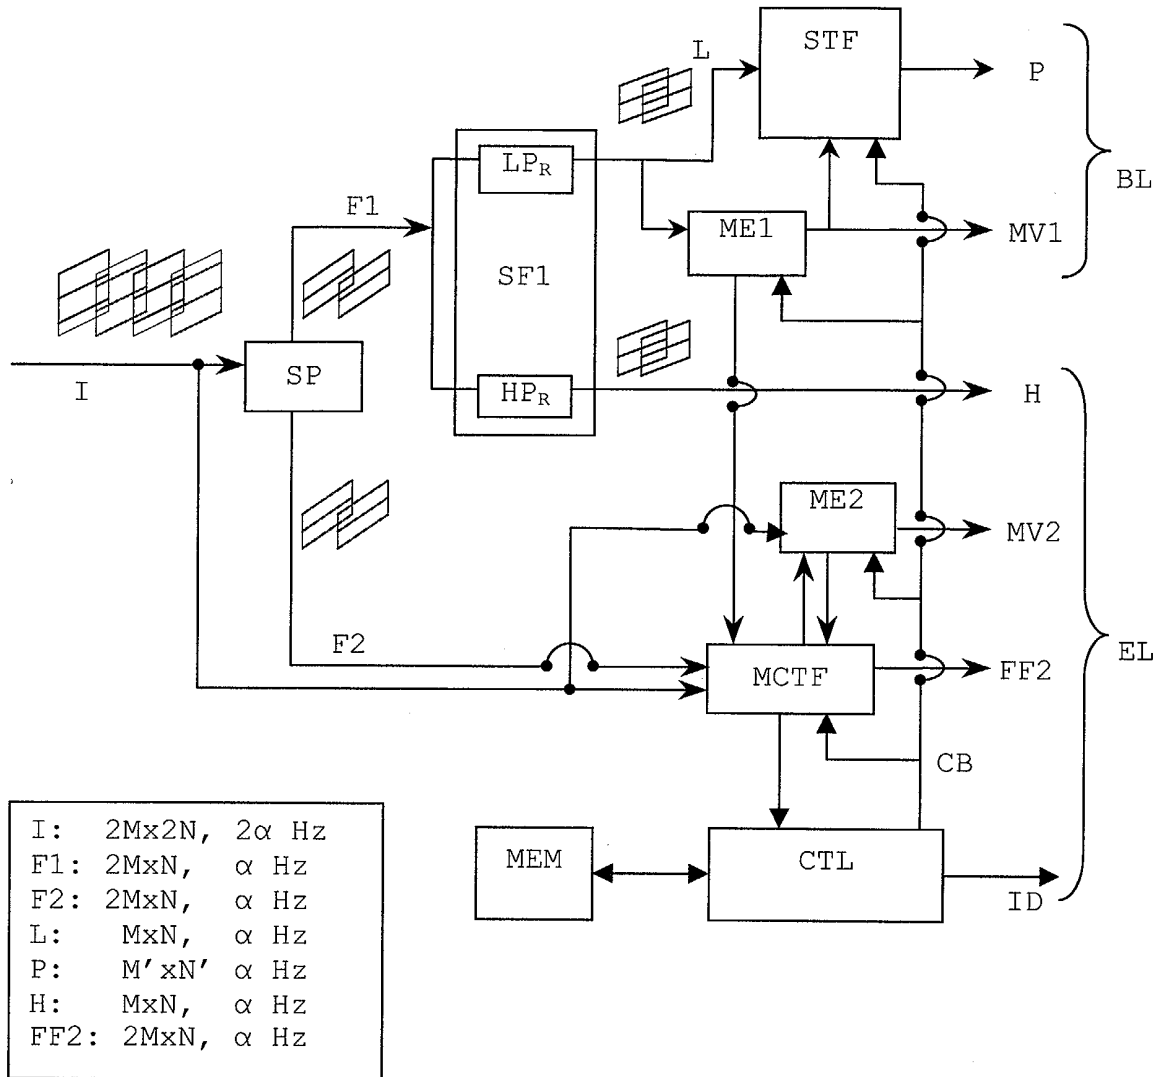 STF
L
P
BL
LPR
F1
ME1
MV1
SF1
SP
I
HPR
H
ME2
MV2
F2
MCTF
FF2
EL
CB
I: 2Mx2N, 2α Hz
F1: 2MxN, α Hz
F2: 2MxN, α Hz
L: MxN, α Hz
P: M'xN' α Hz
H: MxN, α Hz
FF2: 2MxN, α Hz
MEM
CTL
ID